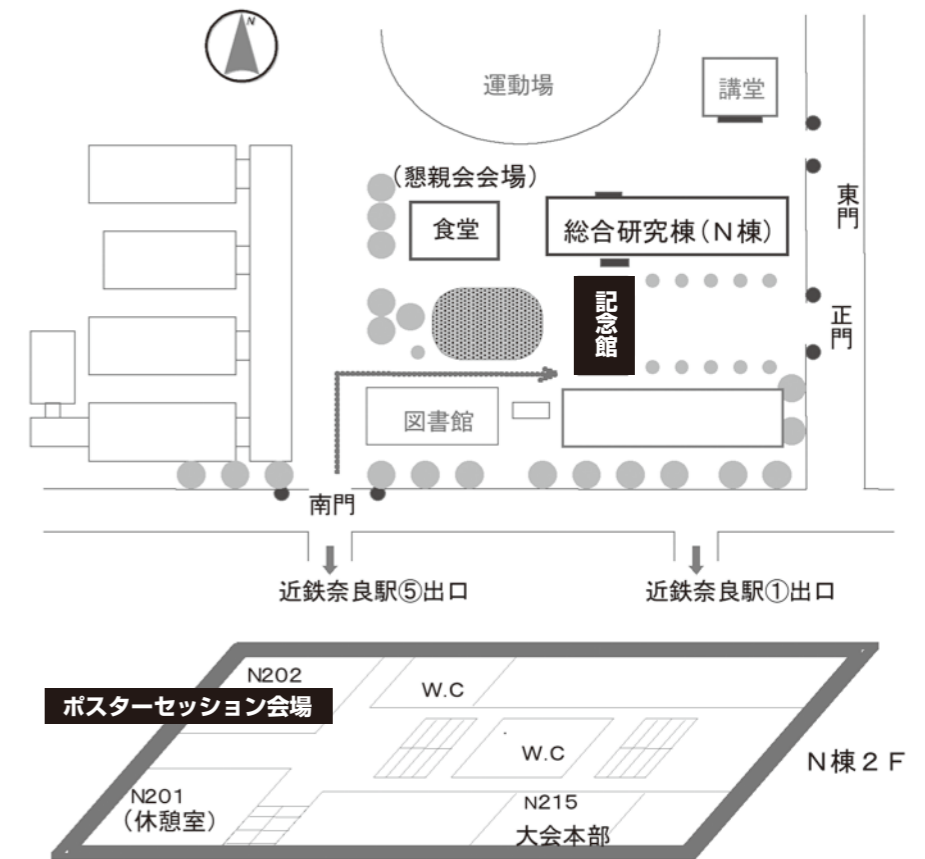 N
運動場
講堂
（懇親会会場）
食堂
総合研究棟（Ｎ棟）
東門
記念館
正門
図書館
南門
近鉄奈良駅⑤出口
近鉄奈良駅①出口
N202
ポスターセッション会場
W.C
W.C
Ｎ棟２Ｆ
N201
（休憩室）
N215
大会本部